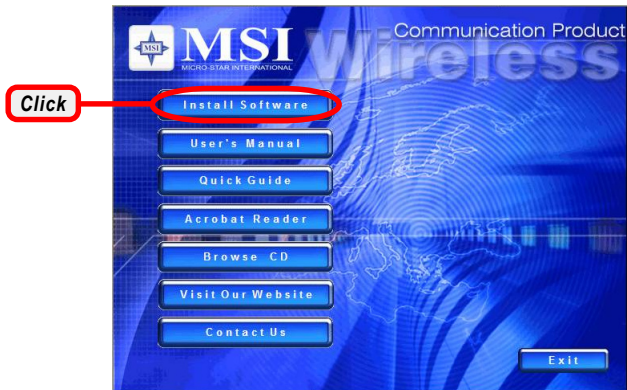 MSI
MSI
MICRO-STAR INTERNATIONAL
Communication Product
Wireless
Click
Install Software
User's Manual
Quick Guide
Acrobat Reader
Browse CD
Visit Our Website
Contact Us
Exit